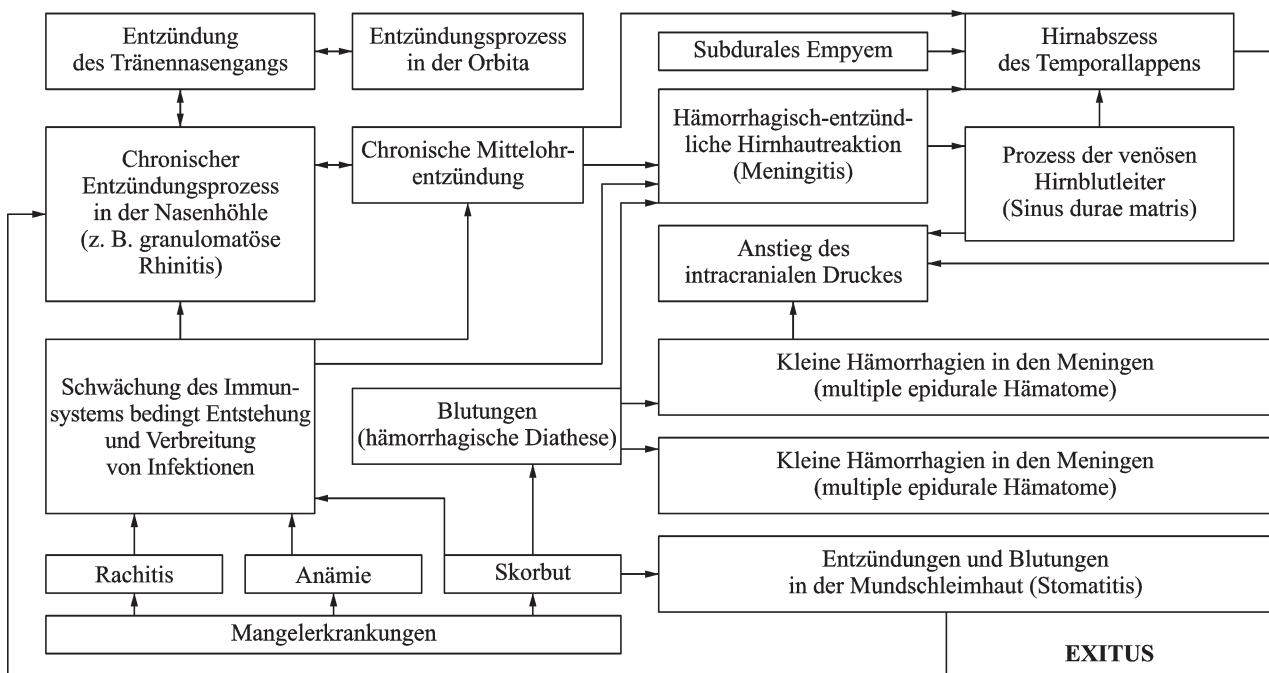 Entzündung
des Tränennasengangs
Entzündungsprozess
in der Orbita
Subdurales Empyem
Hirnabszess
des Temporallappens
Chronischer
Entzündungsprozess
in der Nasenhöhle
(z. B. granulomatöse
Rhinitis)
Chronische Mittelohr-
entzündung
Hämorrhagisch-entzünd-
liche Hirnhautreaktion
(Meningitis)
Prozess der venösen
Hirnblutleiter
(Sinus durae matris)
Anstieg des
intracranialen Druckes
Schwächung des Immun-
systems bedingt Entstehung
und Verbreitung
von Infektionen
Blutungen
(hämorrhagische Diathese)
Kleine Hämorrhagien in den Meningen
(multiple epidurale Hämatome)
Kleine Hämorrhagien in den Meningen
(multiple epidurale Hämatome)
Rachitis
Anämie
Skorbut
Entzündungen und Blutungen
in der Mundschleimhaut (Stomatitis)
Mangelerkrankungen
EXITUS